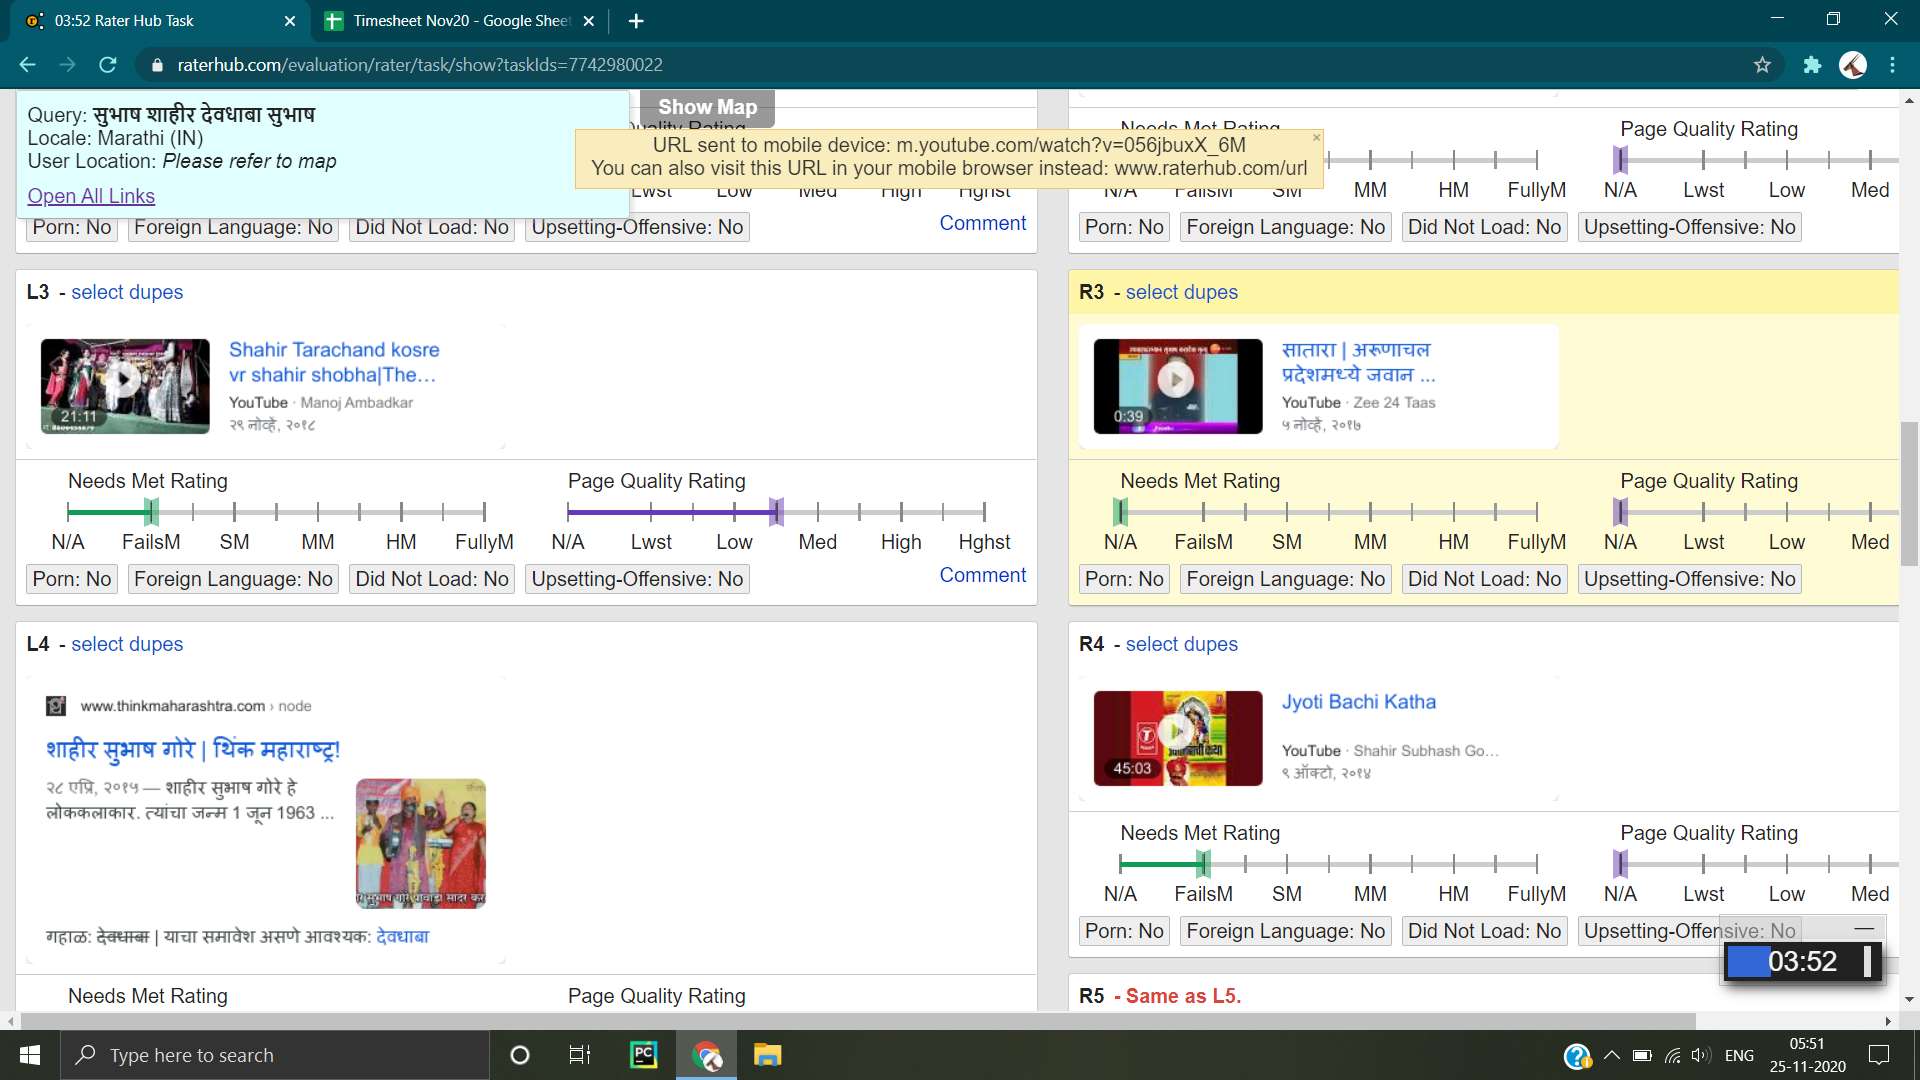 03:52 Rater Hub Task
Timesheet Nov20 - Google Sheet
raterhub.com/evaluation/rater/task/show?taskIds=7742980022
Query: सुभाष शाहीर देवधाबा सुभाष
Locale: Marathi (IN)
User Location: Please refer to map
Open All Links
Show Map
URL sent to mobile device: m.youtube.com/watch?v=056jbuxX_6M
You can also visit this URL in your mobile browser instead: www.raterhub.com/url
Quality Rating
Needs Met Rating
Page Quality Rating
Lwst Low Med High Hghst
N/A FailsM SM MM HM FullyM N/A Lwst Low Med
Porn: No Foreign Language: No Did Not Load: No Upsetting-Offensive: No Comment
Porn: No Foreign Language: No Did Not Load: No Upsetting-Offensive: No
L3 - select dupes
Shahir Tarachand kosre
vr shahir shobha|The...
YouTube · Manoj Ambadkar
२९ नोव्हें, २०१८
21:11
Needs Met Rating Page Quality Rating
N/A FailsM SM MM HM FullyM N/A Lwst Low Med High Hghst
Porn: No Foreign Language: No Did Not Load: No Upsetting-Offensive: No Comment
R3 - select dupes
सातारा | अरूणाचल
प्रदेशमध्ये जवान ...
YouTube · Zee 24 Taas
५ नोव्हें, २०१७
0:39
Needs Met Rating Page Quality Rating
N/A FailsM SM MM HM FullyM N/A Lwst Low Med
Porn: No Foreign Language: No Did Not Load: No Upsetting-Offensive: No
L4 - select dupes
www.thinkmaharashtra.com › node
शाहीर सुभाष गोरे | थिंक महाराष्ट्र!
२८ एप्रि, २०१५ — शाहीर सुभाष गोरे हे
लोककलाकार. त्यांचा जन्म 1 जून 1963 ...
गहाळ: देवधाबा | याचा समावेश असणे आवश्यक: देवधाबा
Needs Met Rating Page Quality Rating
R4 - select dupes
Jyoti Bachi Katha
YouTube · Shahir Subhash Go...
९ ऑक्टो, २०१४
45:03
Needs Met Rating Page Quality Rating
N/A FailsM SM MM HM FullyM N/A Lwst Low Med
Porn: No Foreign Language: No Did Not Load: No Upsetting-Offensive: No
03:52
R5 - Same as L5.
Type here to search
PC
ENG
05:51
25-11-2020